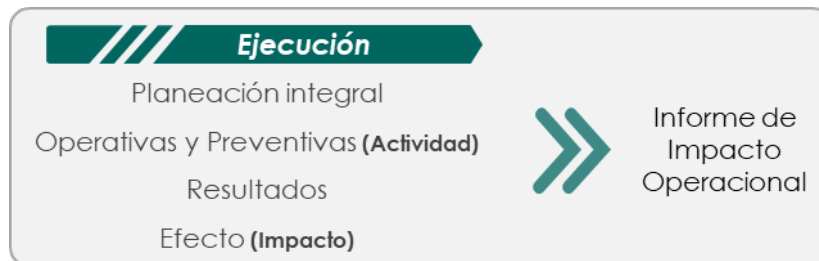 Ejecución
Planeación integral
Operativas y Preventivas (Actividad)
Resultados
Efecto (Impacto)
Informe de
Impacto
Operacional